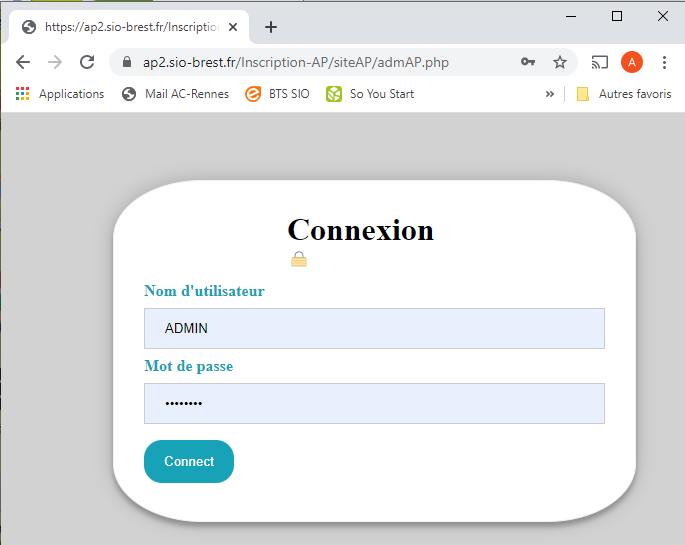 https://ap2.sio-brest.fr/Inscription
ap2.sio-brest.fr/Inscription-AP/siteAP/admAP.php
A
Applications
Mail AC-Rennes
BTS SIO
So You Start
»
Autres favoris
Connexion
Nom d'utilisateur
ADMIN
Mot de passe
••••••••
Connect